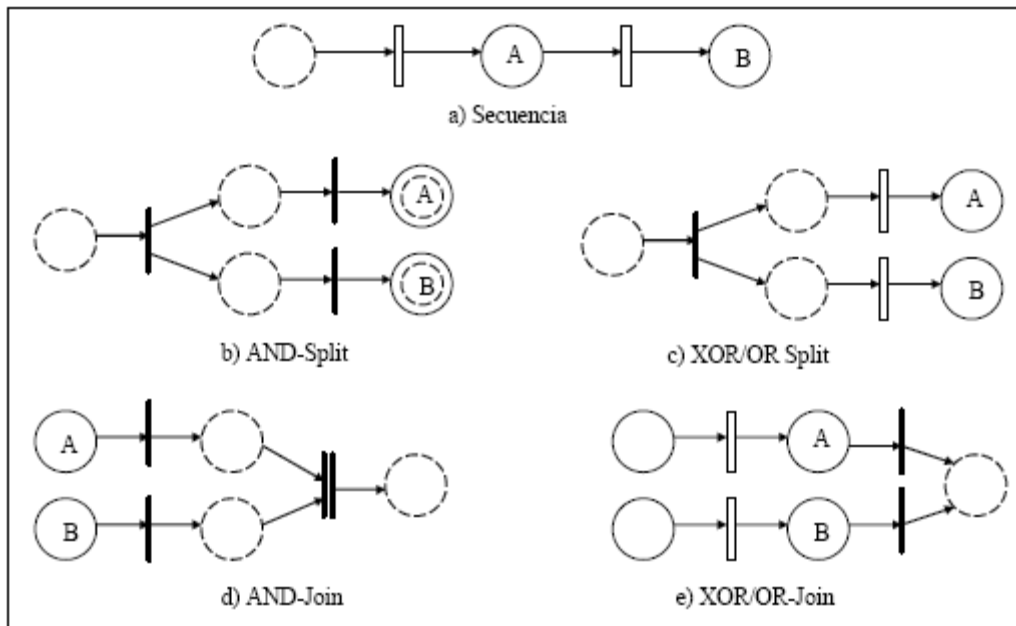 A
B
a) Secuencia
A
B
b) AND-Split
A
B
c) XOR/OR Split
A
B
d) AND-Join
A
B
e) XOR/OR-Join